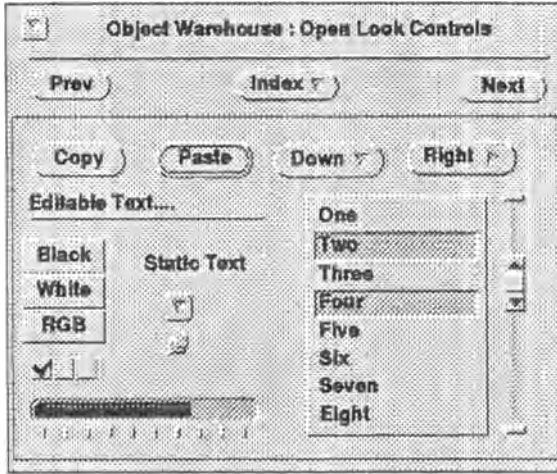 Object Warehouse : Open Look Controls
Prev Index Next
Copy Paste Down Right
Editable Text....
Black
White
RGB
Static Text
One
Two
Three
Four
Five
Six
Seven
Eight